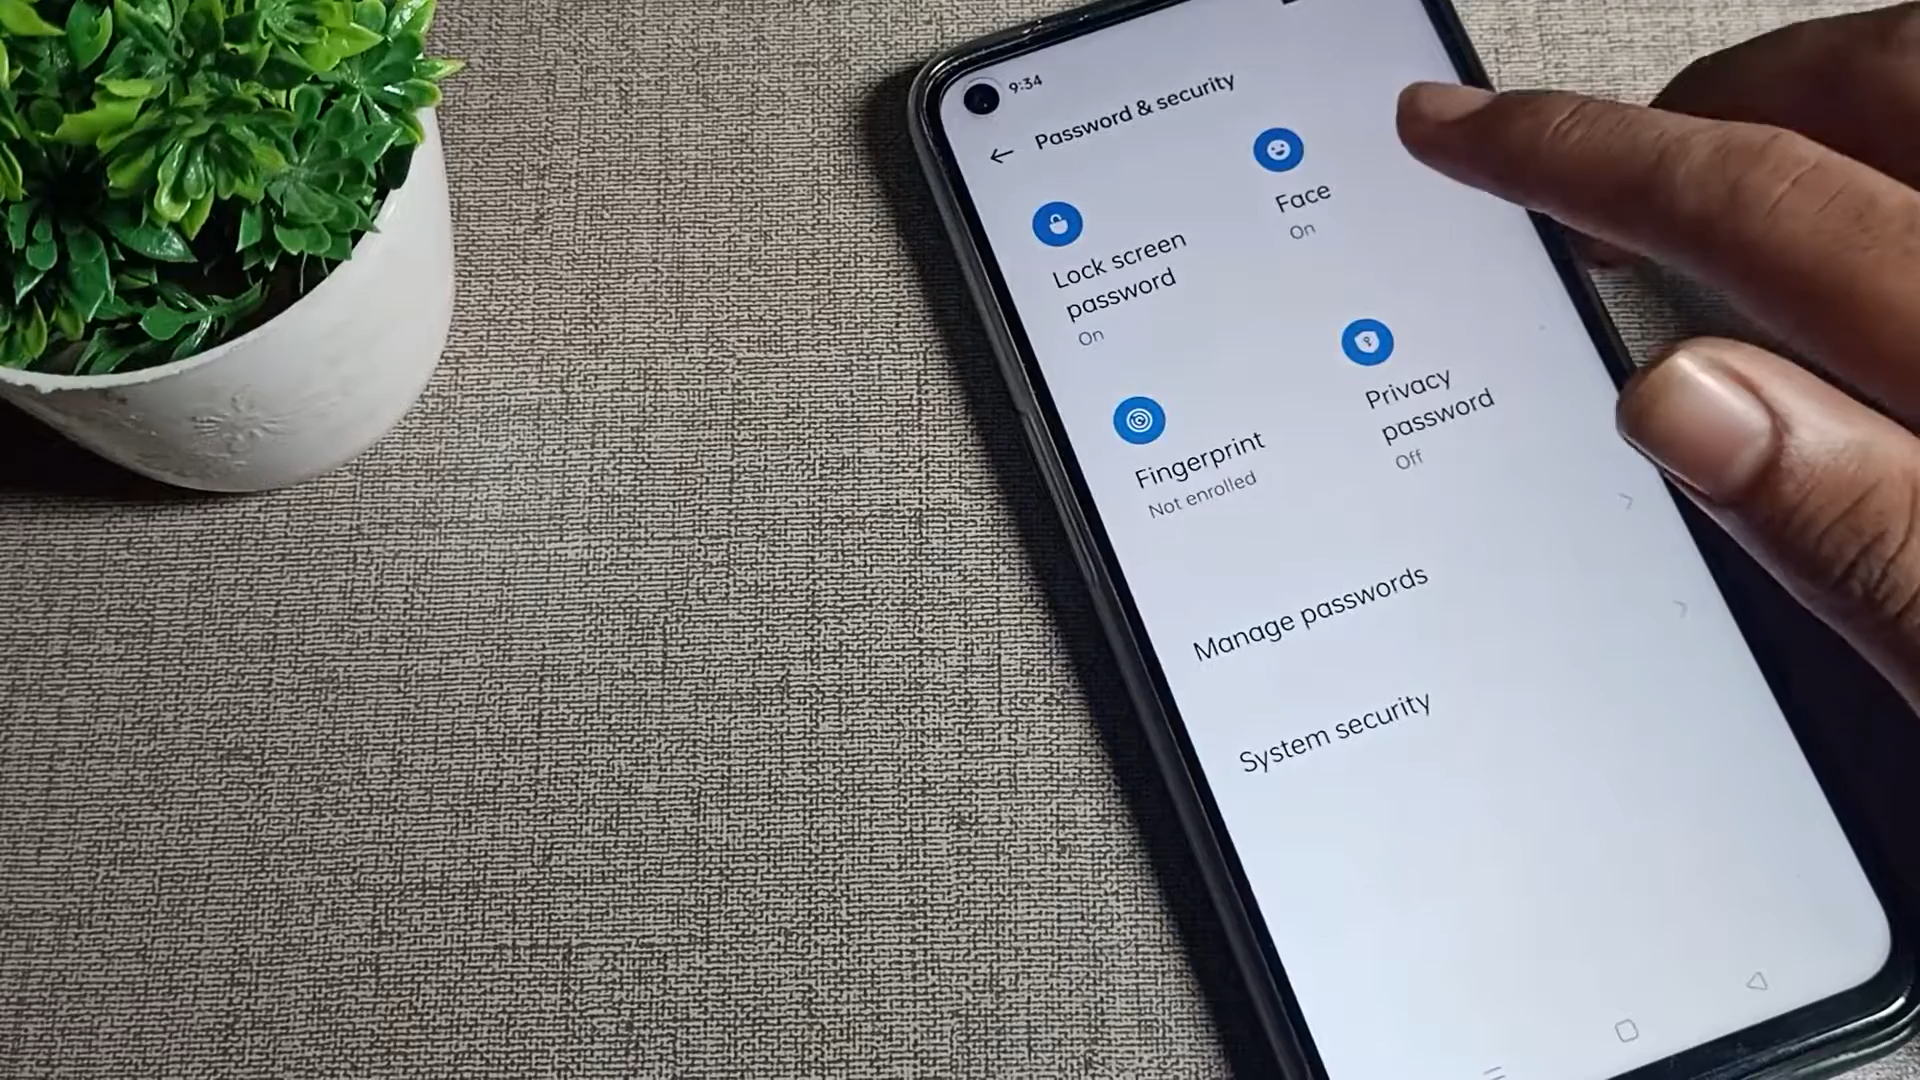 9:34
Password & security
Lock screen
password
On
Face
On
Fingerprint
Not enrolled
Privacy
password
Off
Manage passwords
System security